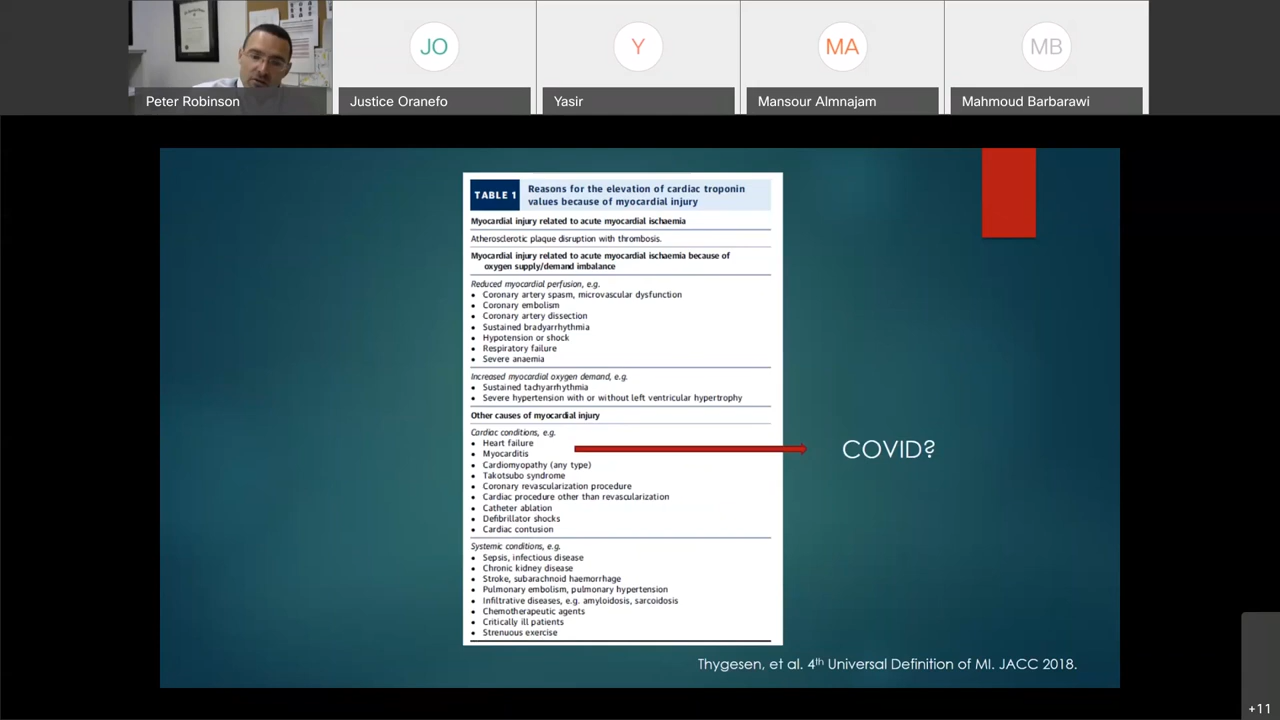 JO
Y
MA
MB
Peter Robinson
Justice Oranefo
Yasir
Mansour Almnajam
Mahmoud Barbarawi
TABLE 1
Reasons for the elevation of cardiac troponin
values because of myocardial injury
Myocardial injury related to acute myocardial ischaemia
Atherosclerotic plaque disruption with thrombosis.
Myocardial injury related to acute myocardial ischaemia because of
oxygen supply/demand imbalance
Reduced myocardial perfusion, e.g.
• Coronary artery spasm, microvascular dysfunction
• Coronary embolism
• Coronary artery dissection
• Sustained bradyarrhythmia
• Hypotension or shock
• Respiratory failure
• Severe anaemia
Increased myocardial oxygen demand, e.g.
• Sustained tachyarrhythmia
• Severe hypertension with or without left ventricular hypertrophy
Other causes of myocardial injury
Cardiac conditions, e.g.
• Heart failure
• Myocarditis
• Cardiomyopathy (any type)
• Takotsubo syndrome
• Coronary revascularization procedure
• Cardiac procedure other than revascularization
• Catheter ablation
• Defibrillator shocks
• Cardiac contusion
Systemic conditions, e.g.
• Sepsis, infectious disease
• Chronic kidney disease
• Stroke, subarachnoid haemorrhage
• Pulmonary embolism, pulmonary hypertension
• Infiltrative diseases, e.g. amyloidosis, sarcoidosis
• Chemotherapeutic agents
• Critically ill patients
• Strenuous exercise
COVID?
Thygesen, et al. 4th Universal Definition of MI. JACC 2018.
+11